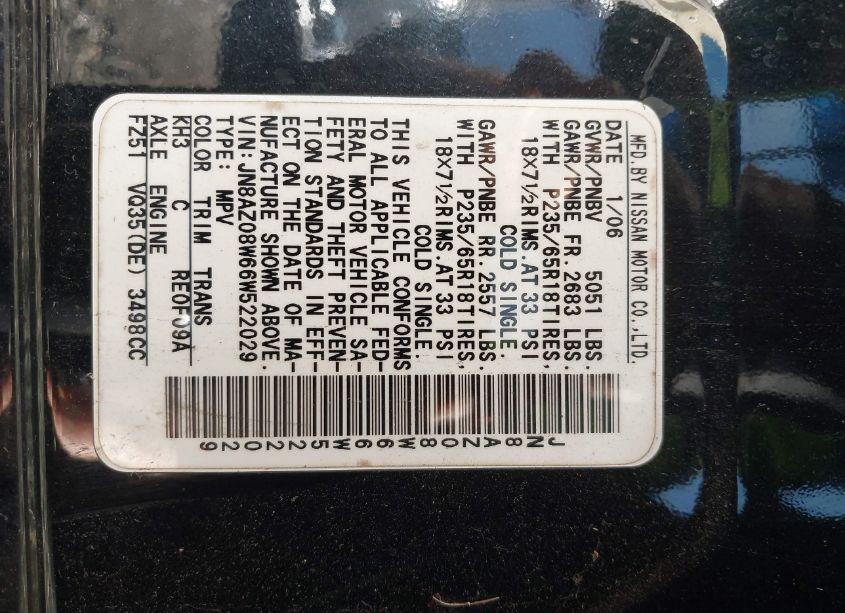 MFD.BY NISSAN MOTOR CO.,LTD.
DATE 1/06
GVWR/PNBV 5051 LBS.
GAWR/PNBE FR.2683 LBS.
WITH P235/65R18TIRES,
18X7½RIMS.AT 33 PSI
COLD SINGLE.
GAWR/PNBE RR.2557 LBS.
WITH P235/65R18TIRES,
18X7½RIMS.AT 33 PSI
COLD SINGLE.
THIS VEHICLE CONFORMS
TO ALL APPLICABLE FED-
ERAL MOTOR VEHICLE SA-
FETY AND THEFT PREVEN-
TION STANDARDS IN EFF-
ECT ON THE DATE OF MA-
NUFACTURE SHOWN ABOVE.
VIN:JN8AZ08W66W522029
TYPE: MPV
COLOR TRIM TRANS
KH3 C RE0F09A
AXLE ENGINE
FZ51 VQ35(DE) 3498CC
JN8AZ08W66W522029